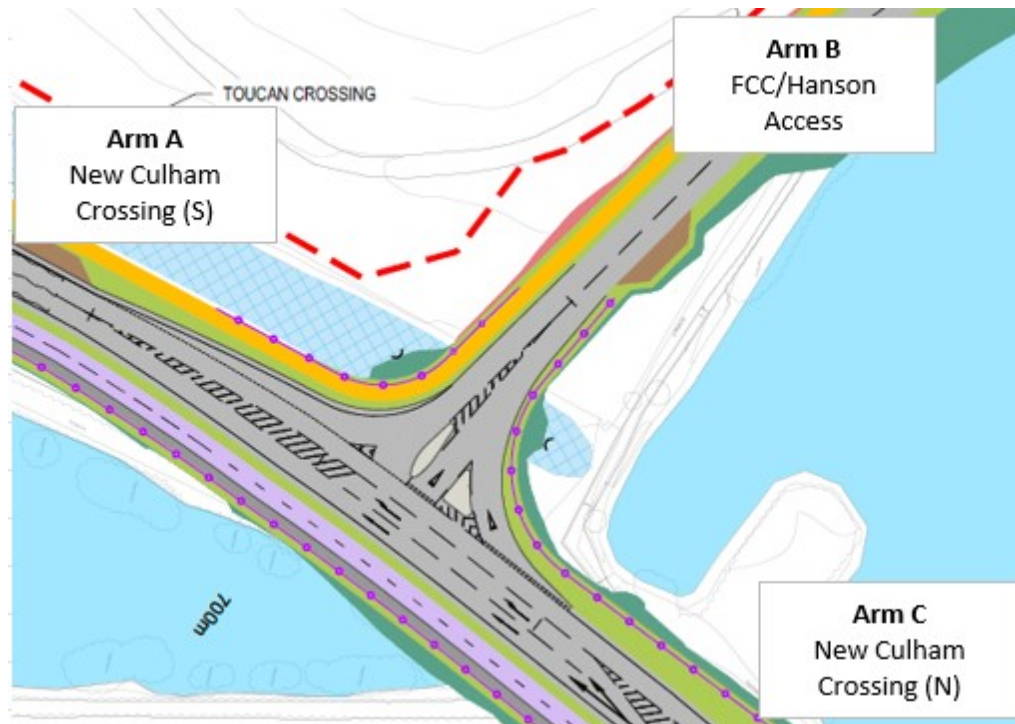 TOUCAN CROSSING
Arm A
New Culham
Crossing (S)
Arm B
FCC/Hanson
Access
700m
Arm C
New Culham
Crossing (N)